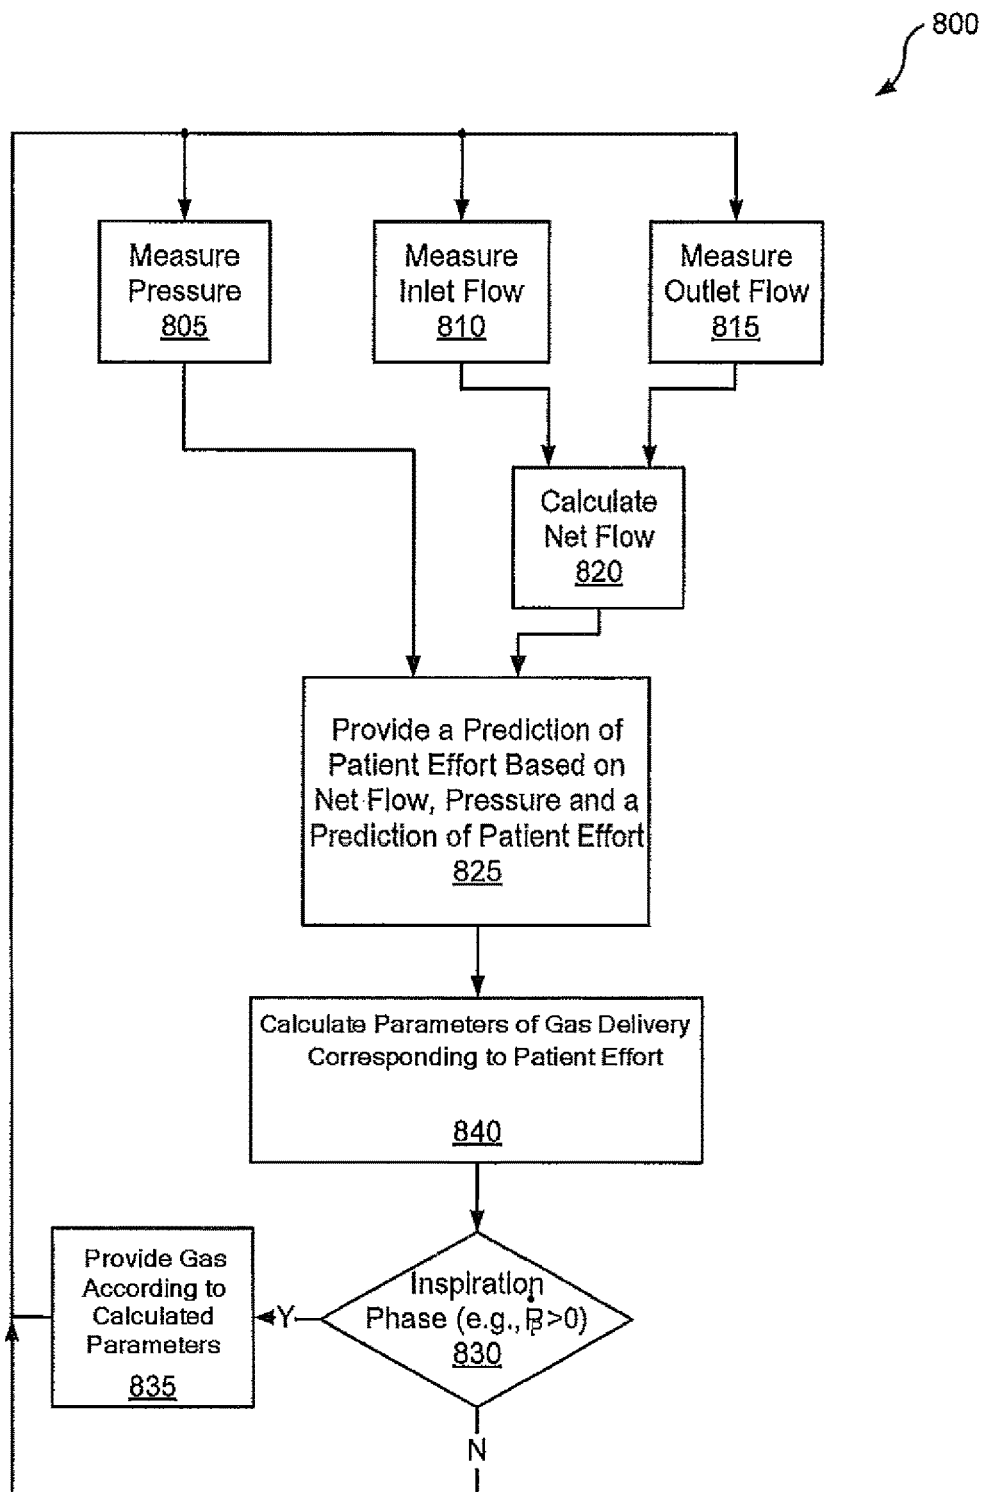 800
Measure
Pressure
805
Measure
Inlet Flow
810
Measure
Outlet Flow
815
Calculate
Net Flow
820
Provide a Prediction of
Patient Effort Based on
Net Flow, Pressure and a
Prediction of Patient Effort
825
Calculate Parameters of Gas Delivery
Corresponding to Patient Effort
840
Provide Gas
According to
Calculated
Parameters
835
Y
Inspiration
Phase (e.g., >0)
830
N